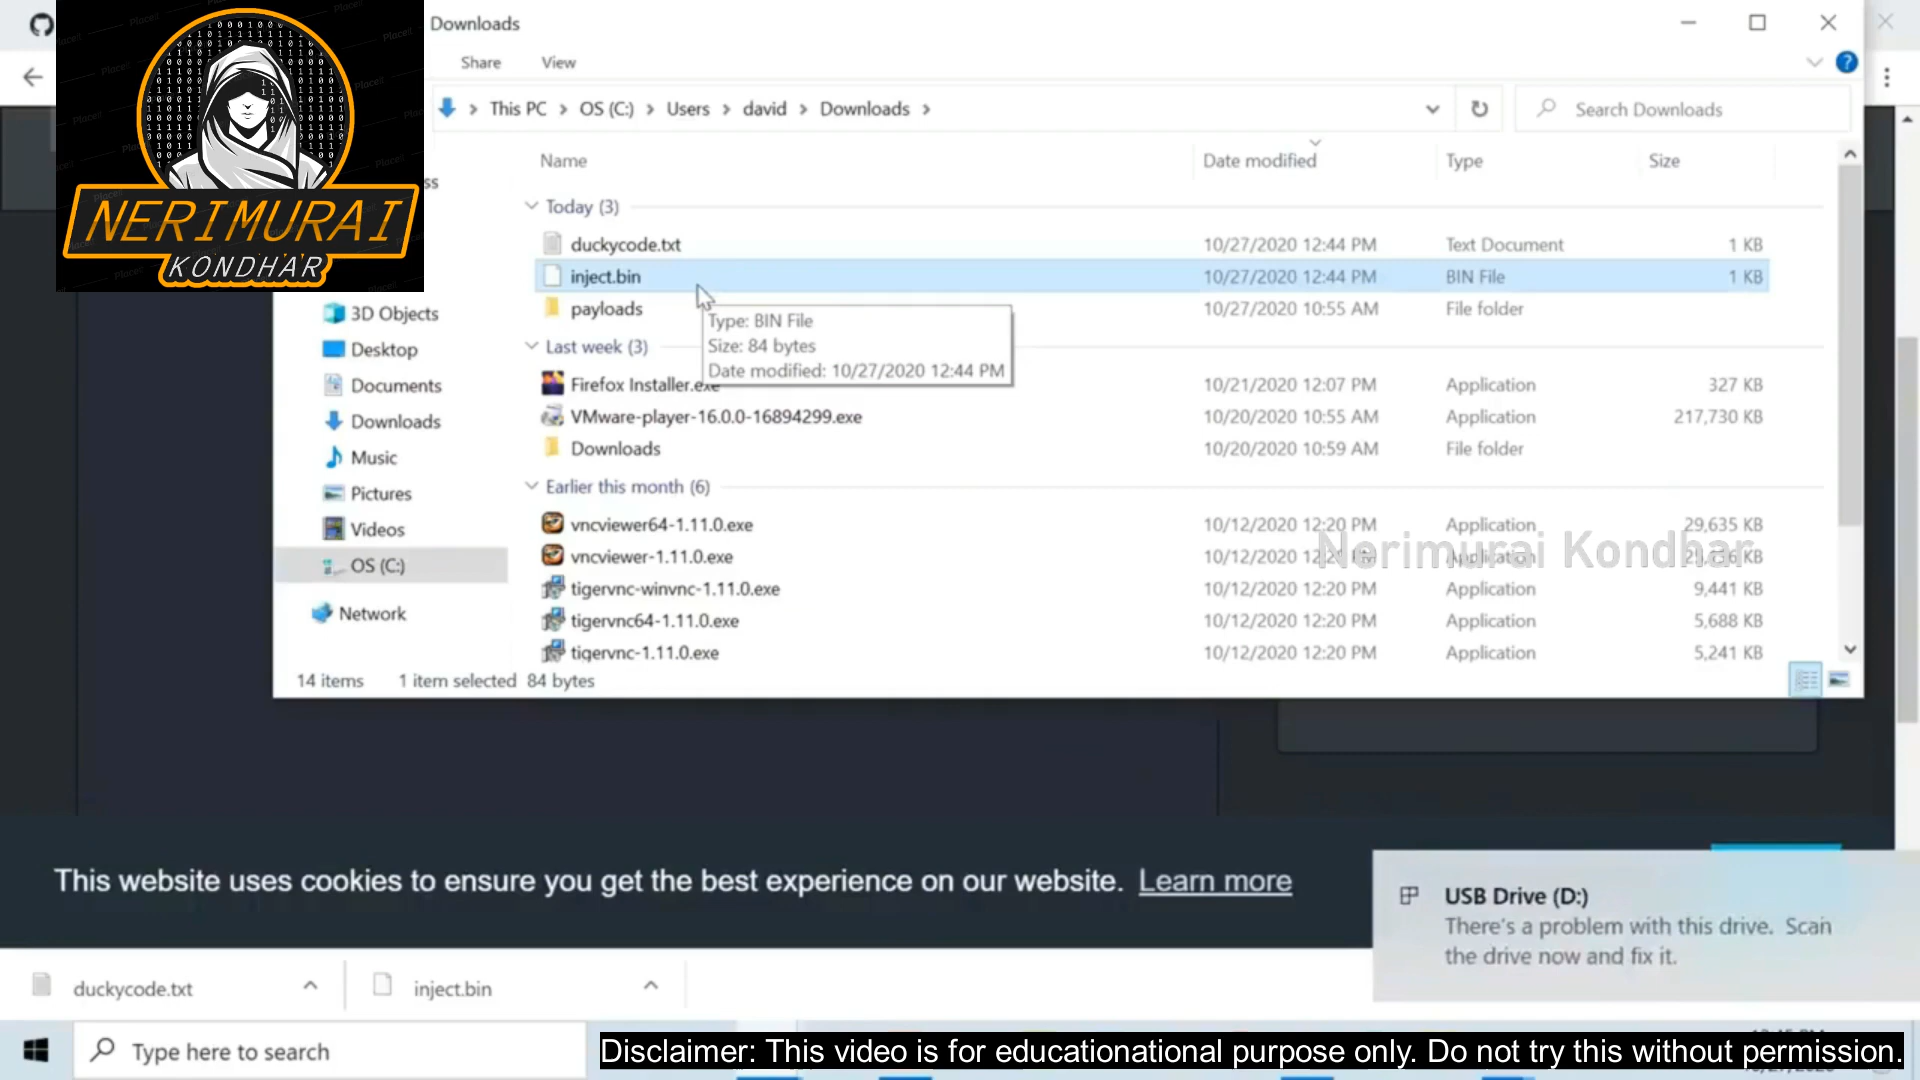 Downloads
Share View
This PC > OS (C:) > Users > david > Downloads >
Search Downloads
Name Date modified Type Size
Today (3)
duckycode.txt 10/27/2020 12:44 PM Text Document 1 KB
inject.bin 10/27/2020 12:44 PM BIN File 1 KB
payloads 10/27/2020 10:55 AM File folder
Type: BIN File
Size: 84 bytes
Date modified: 10/27/2020 12:44 PM
Last week (3)
Firefox Installer.exe 10/21/2020 12:07 PM Application 327 KB
VMware-player-16.0.0-16894299.exe 10/20/2020 10:55 AM Application 217,730 KB
Downloads 10/20/2020 10:59 AM File folder
Earlier this month (6)
vncviewer64-1.11.0.exe 10/12/2020 12:20 PM Application 29,635 KB
vncviewer-1.11.0.exe 10/12/2020 12:20 PM Application
tigervnc-winvnc-1.11.0.exe 10/12/2020 12:20 PM Application 9,441 KB
tigervnc64-1.11.0.exe 10/12/2020 12:20 PM Application 5,688 KB
tigervnc-1.11.0.exe 10/12/2020 12:20 PM Application 5,241 KB
ss
3D Objects
Desktop
Documents
Downloads
Music
Pictures
Videos
OS (C:)
Network
14 items 1 item selected 84 bytes
NERIMURAI
KONDHAR
Nerimurai Kondhar
This website uses cookies to ensure you get the best experience on our website. Learn more
USB Drive (D:)
There's a problem with this drive. Scan
the drive now and fix it.
duckycode.txt
inject.bin
Type here to search
Disclaimer: This video is for educationational purpose only. Do not try this without permission.